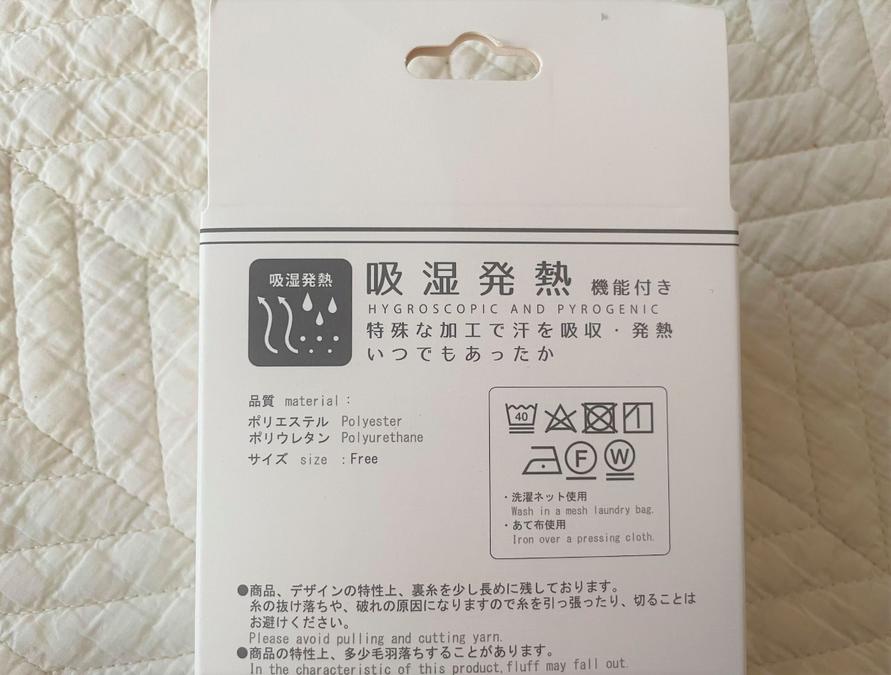 吸湿発熱
吸湿発熱 機能付き
HYGROSCOPIC AND PYROGENIC
特殊な加工で汗を吸収・発熱
いつでもあったか
品質 material :
ポリエステル Polyester
ポリウレタン Polyurethane
サイズ size : Free
40
F W
・洗濯ネット使用
Wash in a mesh laundry bag.
・あて布使用
Iron over a pressing cloth.
●商品、デザインの特性上、裏糸を少し長めに残しております。
糸の抜け落ちや、破れの原因になりますので糸を引っ張ったり、切ることは
お避けください。
Please avoid pulling and cutting yarn.
●商品の特性上、多少毛羽落ちすることがあります。
In the characteristic of this product,fluff may fall out.